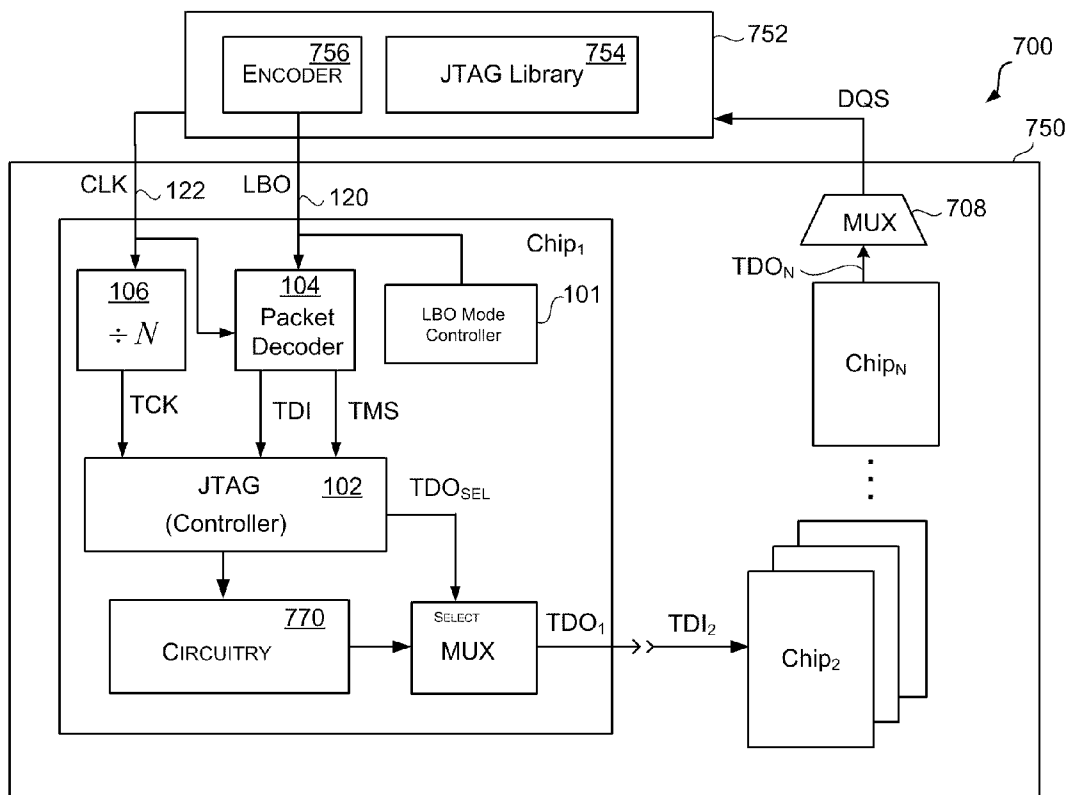 752
700
756
ENCODER
754
JTAG Library
DQS
750
CLK
122
LBO
120
MUX
708
Chip1
TDON
106
÷ N
104
Packet
Decoder
101
LBO Mode
Controller
ChipN
TCK
TDI
TMS
JTAG
102
(Controller)
TDOSEL
770
CIRCUITRY
SELECT
MUX
TDO1
TDI2
Chip2